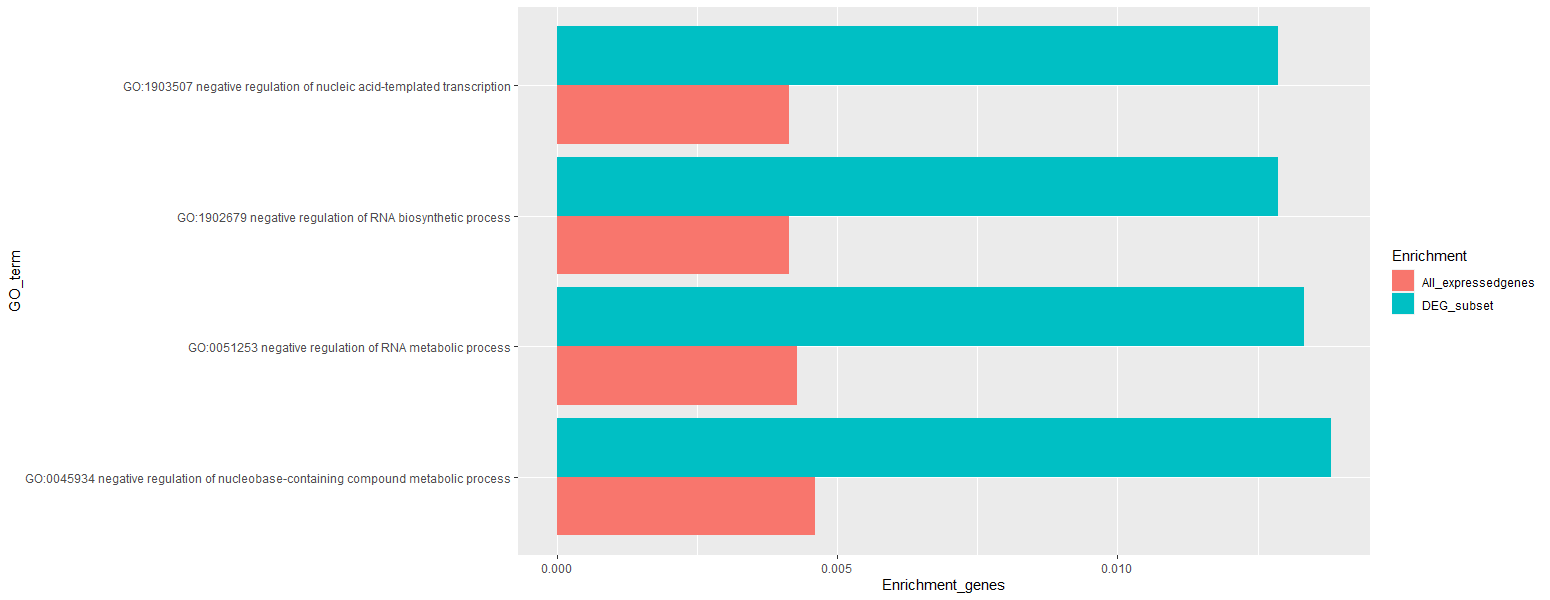 GO:1903507 negative regulation of nucleic acid-templated transcription
GO:1902679 negative regulation of RNA biosynthetic process
GO:0051253 negative regulation of RNA metabolic process
GO:0045934 negative regulation of nucleobase-containing compound metabolic process
GO_term
0.000 0.005 0.010
Enrichment_genes
Enrichment
All_expressedgenes
DEG_subset